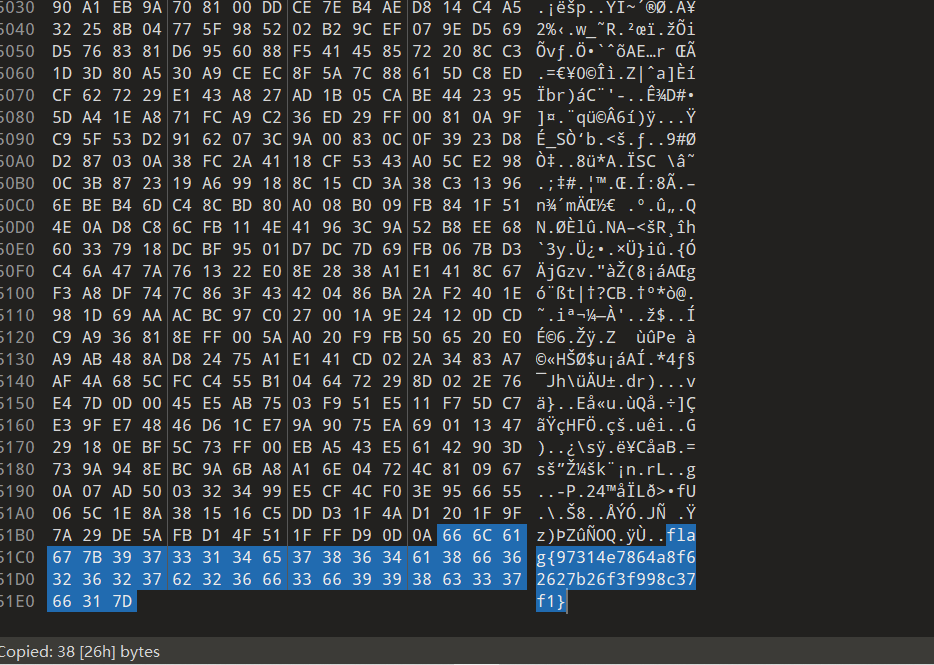 5030 90 A1 EB 9A 70 81 00 DD CE 7E B4 AE D8 14 C4 A5 .¡ëšp..ÝÎ~´®Ø.Ä¥
5040 32 25 8B 04 77 5F 98 52 02 B2 9C EF 07 9E D5 69 2%‹.w_˜R.²œï.žÕi
5050 D5 76 83 81 D6 95 60 88 F5 41 45 85 72 20 8C C3 Õvƒ.Ö•`ˆõAE…r ŒÃ
5060 1D 3D 80 A5 30 A9 CE EC 8F 5A 7C 88 61 5D C8 ED .=€¥0©Îì.Z|ˆa]Èí
5070 CF 62 72 29 E1 43 A8 27 AD 1B 05 CA BE 44 23 95 Ïbr)áC¨'-..Ê¾D#•
5080 5D A4 1E A8 71 FC A9 C2 36 ED 29 FF 00 81 0A 9F ]¤.¨qü©Â6í)ÿ...Ÿ
5090 C9 5F 53 D2 91 62 07 3C 9A 00 83 0C 0F 39 23 D8 É_SÒ‘b.<š.ƒ..9#Ø
50A0 D2 87 03 0A 38 FC 2A 41 18 CF 53 43 A0 5C E2 98 Ò‡..8ü*A.ÏSC \â˜
50B0 0C 3B 87 23 19 A6 99 18 8C 15 CD 3A 38 C3 13 96 .;‡#.¦™.Œ.Í:8Ã.–
50C0 6E BE B4 6D C4 8C BD 80 A0 08 B0 09 FB 84 1F 51 n¾´mÄŒ½€ .°.û„.Q
50D0 4E 0A D8 C8 6C FB 11 4E 41 96 3C 9A 52 B8 EE 68 N.ØÈlû.NA–<šR¸îh
50E0 60 33 79 18 DC BF 95 01 D7 DC 7D 69 FB 06 7B D3 `3y.Ü¿•.×Ü}iû.{Ó
50F0 C4 6A 47 7A 76 13 22 E0 8E 28 38 A1 E1 41 8C 67 ÄjGzv."àŽ(8¡áAŒg
5100 F3 A8 DF 74 7C 86 3F 43 42 04 86 BA 2A F2 40 1E ó¨ßt|†?CB.†º*ò@.
5110 98 1D 69 AA AC BC 97 C0 27 00 1A 9E 24 12 0D CD ˜.iª¬¼—À'..ž$..Í
5120 C9 A9 36 81 8E FF 00 5A A0 20 F9 FB 50 65 20 E0 É©6.Žÿ.Z  ùûPe à
5130 A9 AB 48 8A D8 24 75 A1 E1 41 CD 02 2A 34 83 A7 ©«HŠØ$u¡áAÍ.*4ƒ§
5140 AF 4A 68 5C FC C4 55 B1 04 64 72 29 8D 02 2E 76 ¯Jh\üÄU±.dr)...v
5150 E4 7D 0D 00 45 E5 AB 75 03 F9 51 E5 11 F7 5D C7 ä}..Eå«u.ùQå.÷]Ç
5160 E3 9F E7 48 46 D6 1C E7 9A 90 75 EA 69 01 13 47 ãŸçHFÖ.çš.uêi..G
5170 29 18 0E BF 5C 73 FF 00 EB A5 43 E5 61 42 90 3D )..¿\sÿ.ë¥CåaB.=
5180 73 9A 94 8E BC 9A 6B A8 A1 6E 04 72 4C 81 09 67 sš”Ž¼šk¨¡n.rL..g
5190 0A 07 AD 50 03 32 34 99 E5 CF 4C F0 3E 95 66 55 ..-P.24™åÏLð>•fU
51A0 06 5C 1E 8A 38 15 16 C5 DD D3 1F 4A D1 20 1F 9F .\.Š8..ÅÝÓ.JÑ .Ÿ
51B0 7A 29 DE 5A FB D1 4F 51 1F FF D9 0D 0A 66 6C 61 z)ÞZûÑOQ.ÿÙ..fla
51C0 67 7B 39 37 33 31 34 65 37 38 36 34 61 38 66 36 g{97314e7864a8f6
51D0 32 36 32 37 62 32 36 66 33 66 39 39 38 63 33 37 2627b26f3f998c37
51E0 66 31 7D f1}
Copied: 38 [26h] bytes